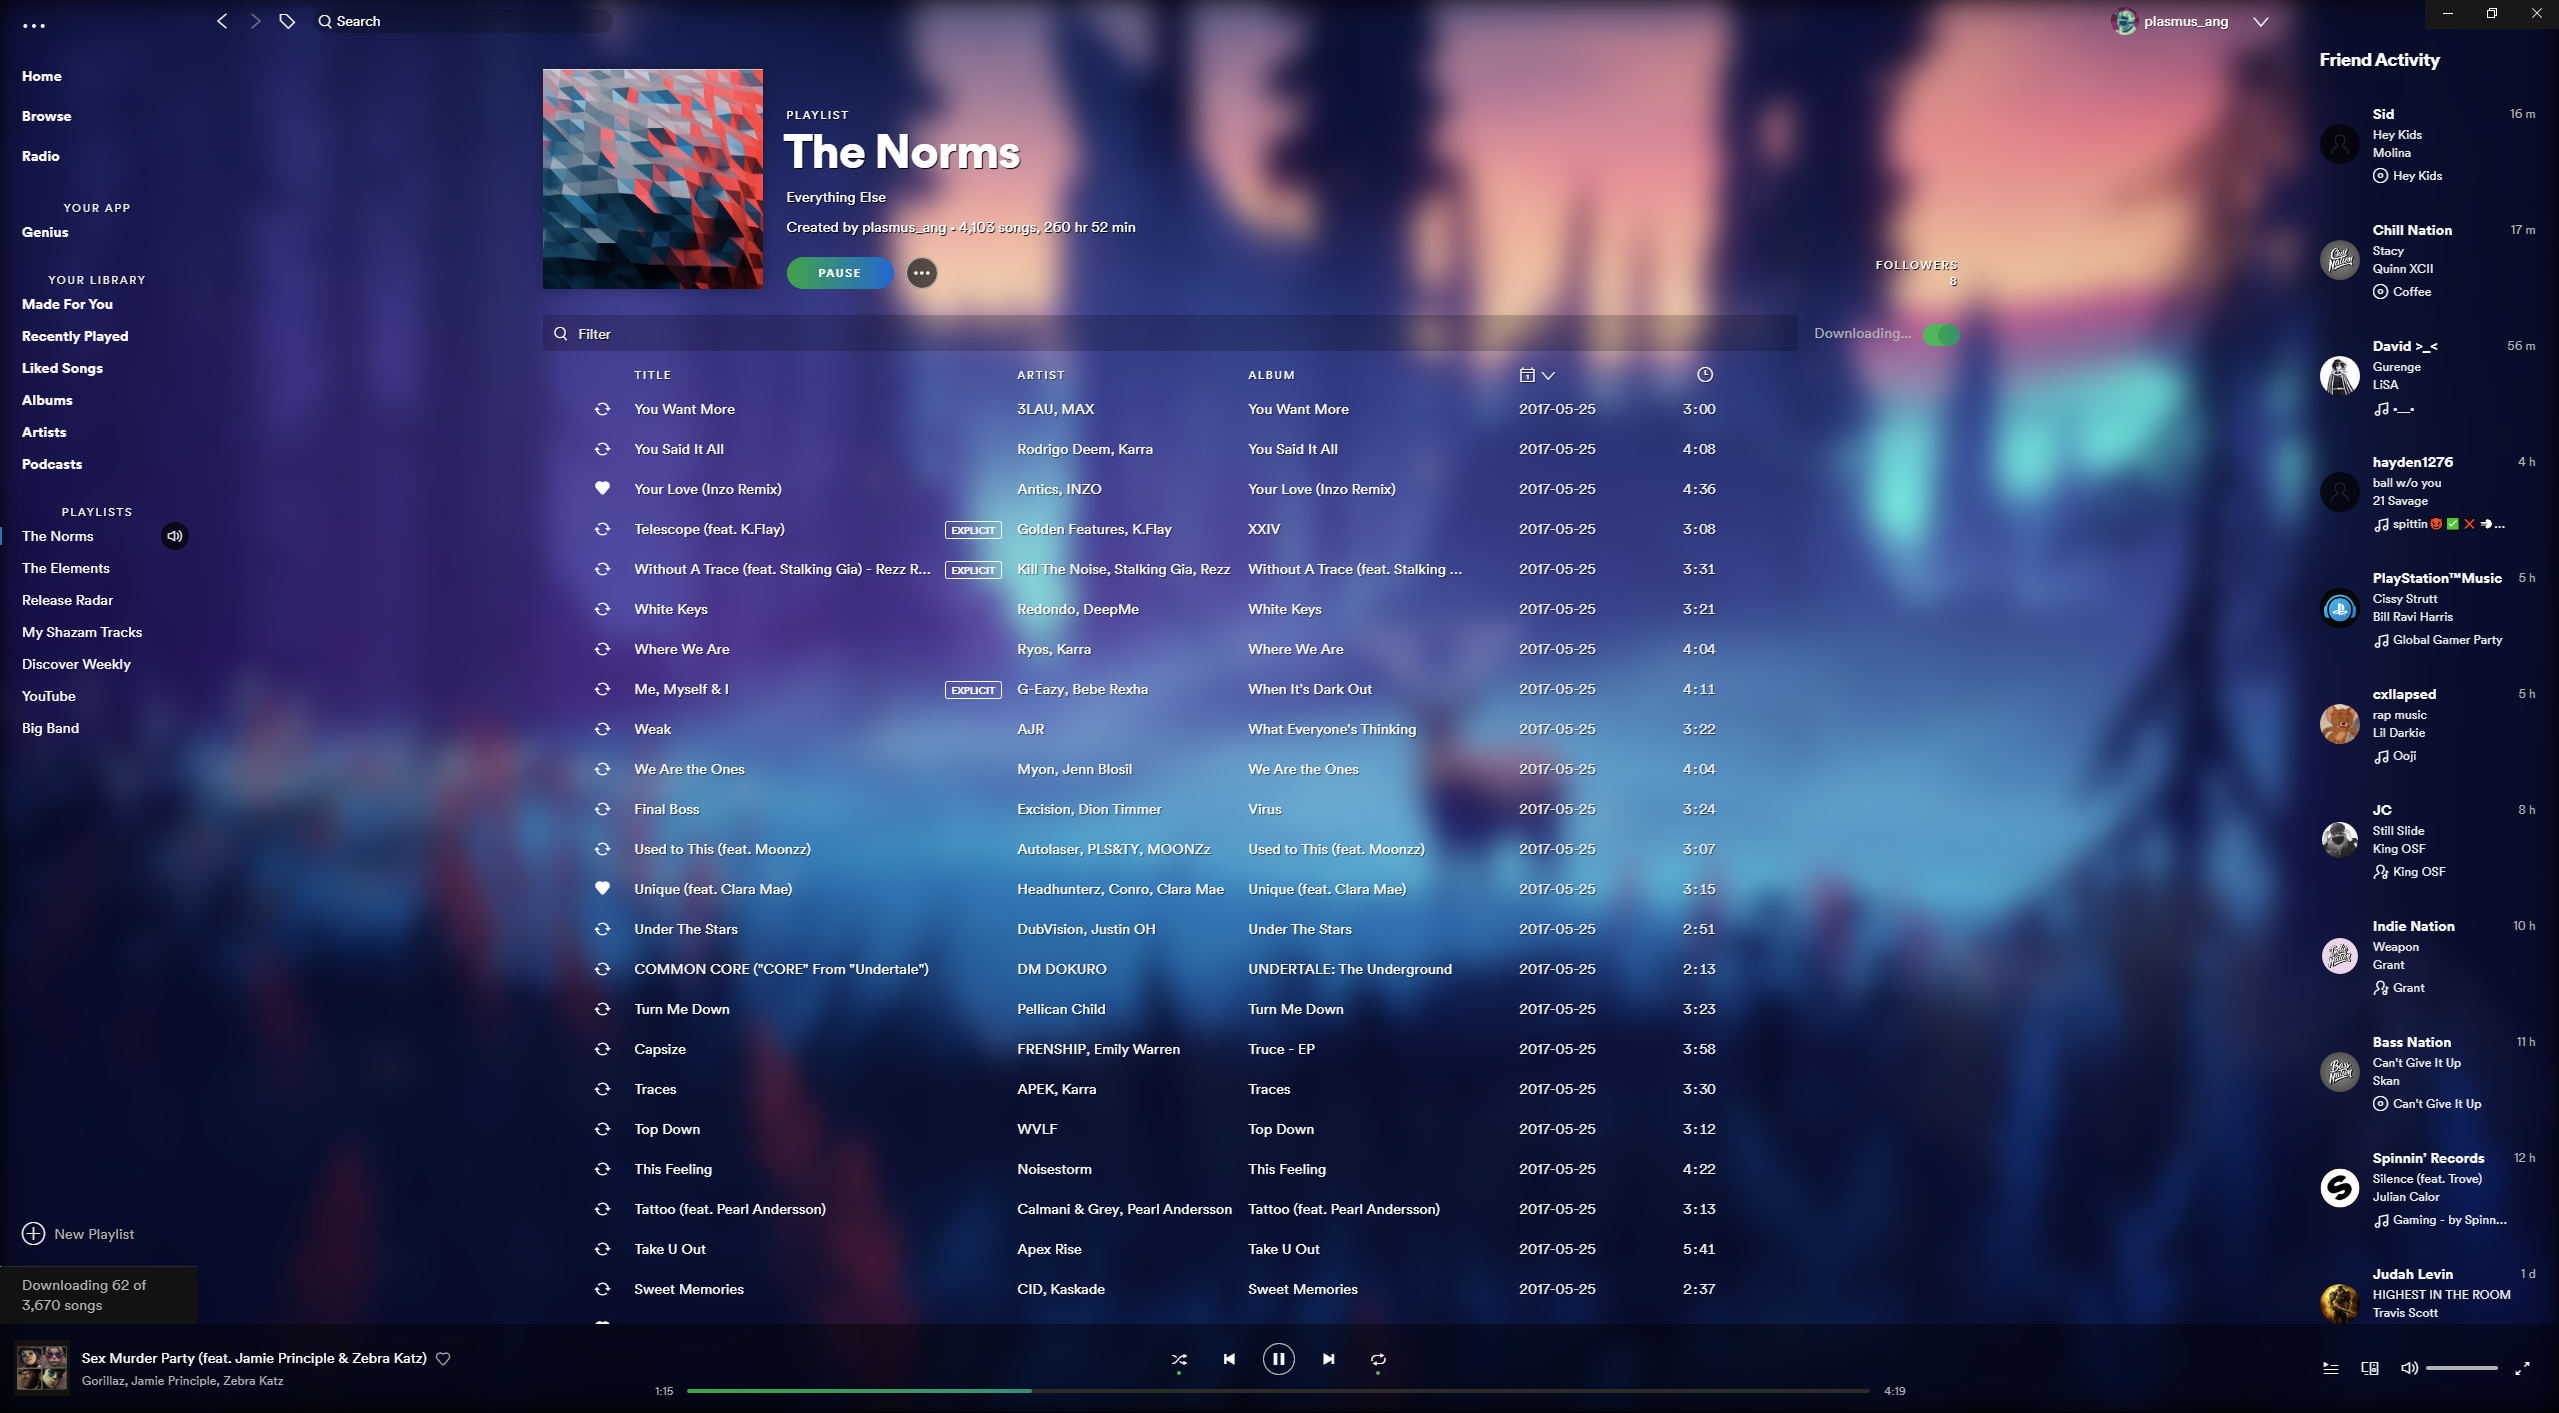 Search
plasmus_ang
Home
Browse
Radio
YOUR APP
Genius
YOUR LIBRARY
Made For You
Recently Played
Liked Songs
Albums
Artists
Podcasts
PLAYLISTS
The Norms
The Elements
Release Radar
My Shazam Tracks
Discover Weekly
YouTube
Big Band
New Playlist
Downloading 62 of
3,670 songs
PLAYLIST
The Norms
Everything Else
Created by plasmus_ang • 4,103 songs, 260 hr 52 min
PAUSE
FOLLOWERS
8
Filter
Downloading...
TITLE ARTIST ALBUM
You Want More 3LAU, MAX You Want More 2017-05-25 3:00
You Said It All Rodrigo Deem, Karra You Said It All 2017-05-25 4:08
Your Love (Inzo Remix) Antics, INZO Your Love (Inzo Remix) 2017-05-25 4:36
Telescope (feat. K.Flay) EXPLICIT Golden Features, K.Flay XXIV 2017-05-25 3:08
Without A Trace (feat. Stalking Gia) - Rezz R... EXPLICIT Kill The Noise, Stalking Gia, Rezz Without A Trace (feat. Stalking ... 2017-05-25 3:31
White Keys Redondo, DeepMe White Keys 2017-05-25 3:21
Where We Are Ryos, Karra Where We Are 2017-05-25 4:04
Me, Myself & I EXPLICIT G-Eazy, Bebe Rexha When It's Dark Out 2017-05-25 4:11
Weak AJR What Everyone's Thinking 2017-05-25 3:22
We Are the Ones Myon, Jenn Blosil We Are the Ones 2017-05-25 4:04
Final Boss Excision, Dion Timmer Virus 2017-05-25 3:24
Used to This (feat. Moonzz) Autolaser, PLS&TY, MOONZz Used to This (feat. Moonzz) 2017-05-25 3:07
Unique (feat. Clara Mae) Headhunterz, Conro, Clara Mae Unique (feat. Clara Mae) 2017-05-25 3:15
Under The Stars DubVision, Justin OH Under The Stars 2017-05-25 2:51
COMMON CORE ("CORE" From "Undertale") DM DOKURO UNDERTALE: The Underground 2017-05-25 2:13
Turn Me Down Pellican Child Turn Me Down 2017-05-25 3:23
Capsize FRENSHIP, Emily Warren Truce - EP 2017-05-25 3:58
Traces APEK, Karra Traces 2017-05-25 3:30
Top Down WVLF Top Down 2017-05-25 3:12
This Feeling Noisestorm This Feeling 2017-05-25 4:22
Tattoo (feat. Pearl Andersson) Calmani & Grey, Pearl Andersson Tattoo (feat. Pearl Andersson) 2017-05-25 3:13
Take U Out Apex Rise Take U Out 2017-05-25 5:41
Sweet Memories CID, Kaskade Sweet Memories 2017-05-25 2:37
Friend Activity
Sid 16 m
Hey Kids
Molina
Hey Kids
Chill Nation 17 m
Stacy
Quinn XCII
Coffee
David >_< 56 m
Gurenge
LiSA
•__•
hayden1276 4 h
ball w/o you
21 Savage
spittin 👿 ✅ ❌ 💨 ...
PlayStation™Music 5 h
Cissy Strutt
Bill Ravi Harris
Global Gamer Party
cxllapsed 5 h
rap music
Lil Darkie
Ooji
JC 8 h
Still Slide
King OSF
King OSF
Indie Nation 10 h
Weapon
Grant
Grant
Bass Nation 11 h
Can't Give It Up
Skan
Can't Give It Up
Spinnin' Records 12 h
Silence (feat. Trove)
Julian Calor
Gaming - by Spinn...
Judah Levin 1 d
HIGHEST IN THE ROOM
Travis Scott
Sex Murder Party (feat. Jamie Principle & Zebra Katz)
Gorillaz, Jamie Principle, Zebra Katz
1:15
4:19